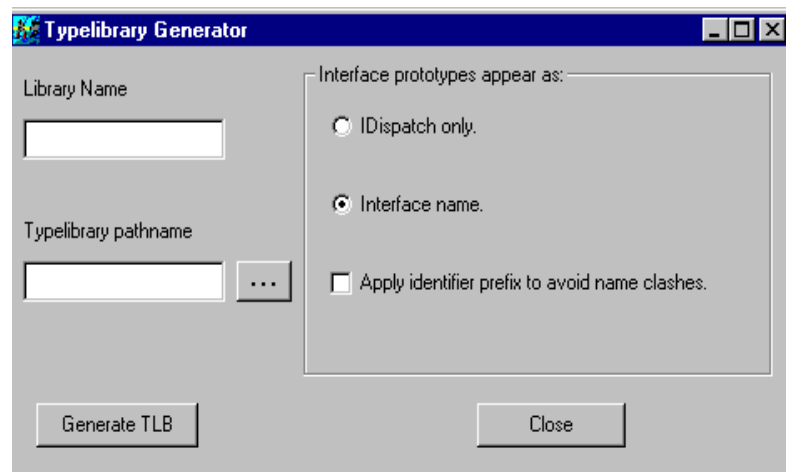 Typelibrary Generator
Library Name
Typelibrary pathname
...
Interface prototypes appear as:
IDispatch only.
Interface name.
Apply identifier prefix to avoid name clashes.
Generate TLB
Close